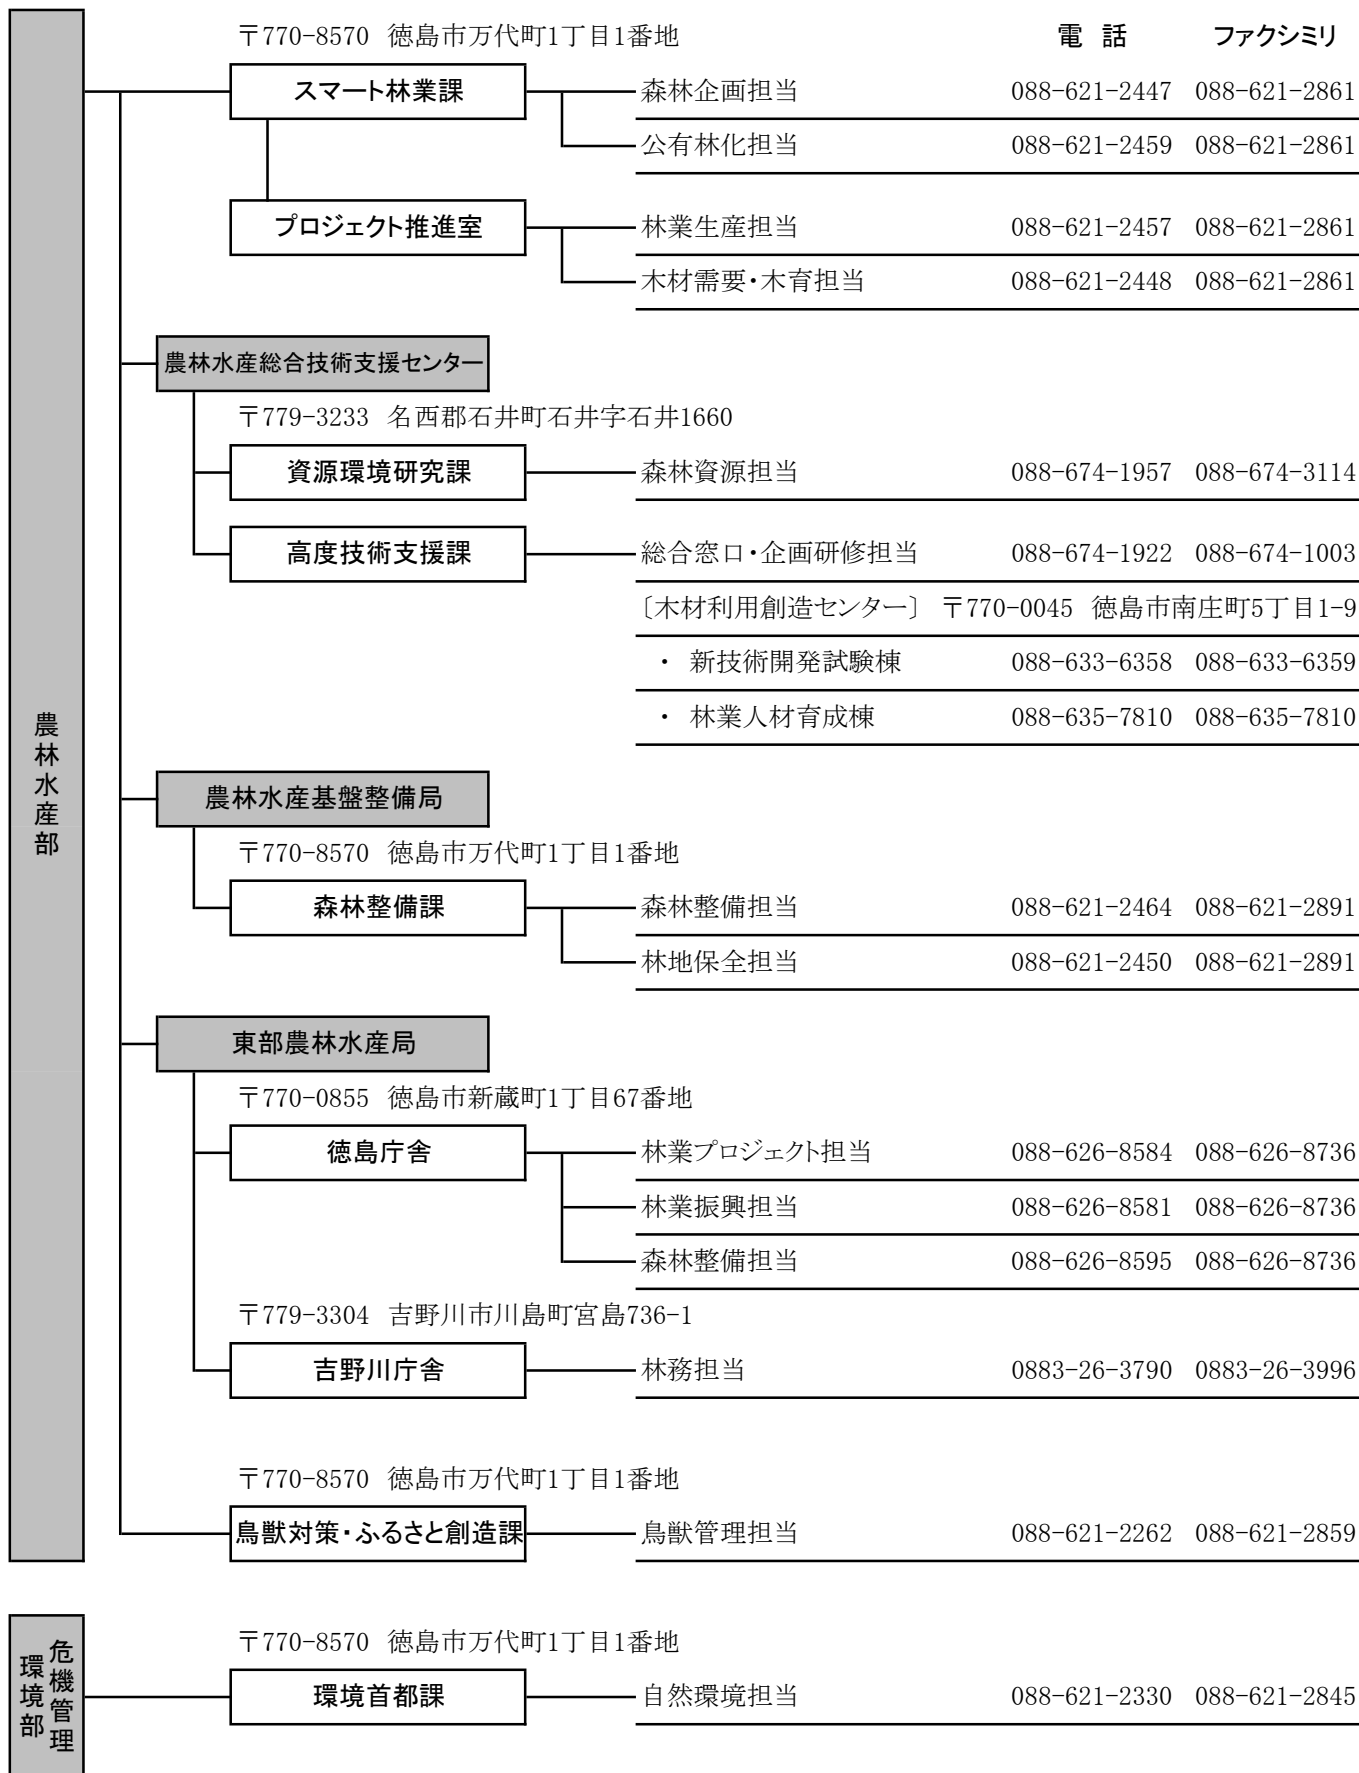 〒770-8570 徳島市万代町1丁目1番地 電話 ファクシミリ
スマート林業課 森林企画担当 088-621-2447 088-621-2861
公有林化担当 088-621-2459 088-621-2861
プロジェクト推進室 林業生産担当 088-621-2457 088-621-2861
木材需要・木育担当 088-621-2448 088-621-2861
農林水産総合技術支援センター
〒779-3233 名西郡石井町石井字石井1660
資源環境研究課 森林資源担当 088-674-1957 088-674-3114
高度技術支援課 総合窓口・企画研修担当 088-674-1922 088-674-1003
〔木材利用創造センター〕 〒770-0045 徳島市南庄町5丁目1-9
・ 新技術開発試験棟 088-633-6358 088-633-6359
・ 林業人材育成棟 088-635-7810 088-635-7810
農林水産部
農林水産基盤整備局
〒770-8570 徳島市万代町1丁目1番地
森林整備課 森林整備担当 088-621-2464 088-621-2891
林地保全担当 088-621-2450 088-621-2891
東部農林水産局
〒770-0855 徳島市新蔵町1丁目67番地
徳島庁舎 林業プロジェクト担当 088-626-8584 088-626-8736
林業振興担当 088-626-8581 088-626-8736
森林整備担当 088-626-8595 088-626-8736
〒779-3304 吉野川市川島町宮島736-1
吉野川庁舎 林務担当 0883-26-3790 0883-26-3996
〒770-8570 徳島市万代町1丁目1番地
鳥獣対策・ふるさと創造課 鳥獣管理担当 088-621-2262 088-621-2859
危機管理
環境部
〒770-8570 徳島市万代町1丁目1番地
環境首都課 自然環境担当 088-621-2330 088-621-2845